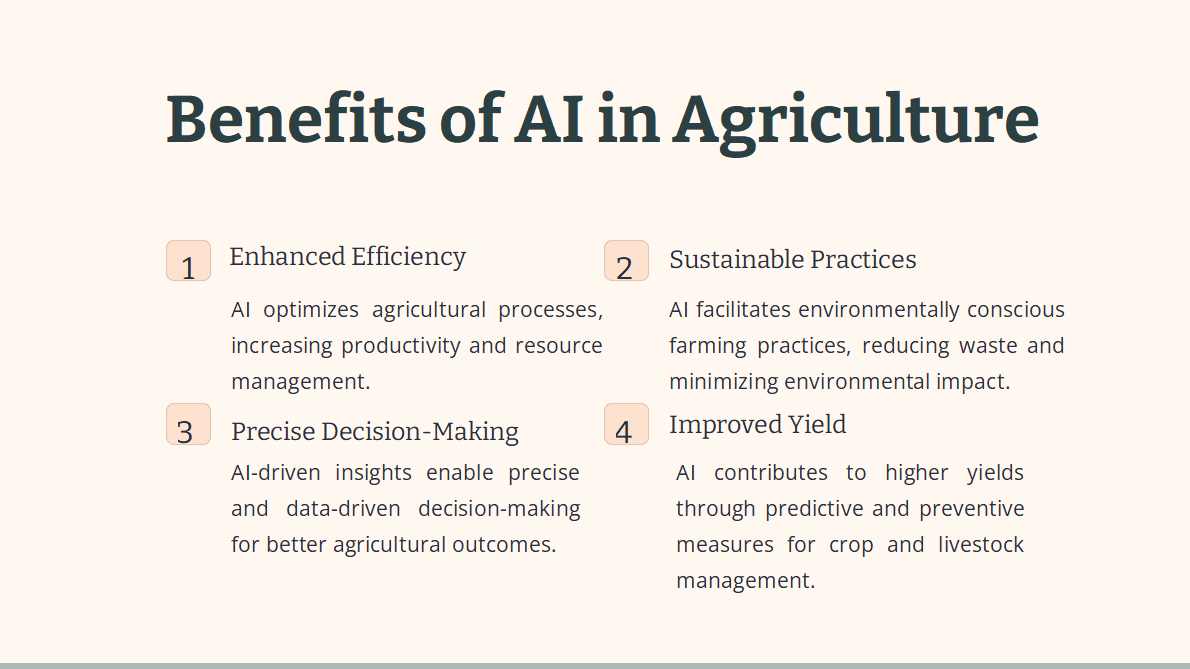 Benefits of AI in Agriculture
1
Enhanced Efficiency
AI optimizes agricultural processes,
increasing productivity and resource
management.
2
Sustainable Practices
AI facilitates environmentally conscious
farming practices, reducing waste and
minimizing environmental impact.
3
Precise Decision-Making
AI-driven insights enable precise
and data-driven decision-making
for better agricultural outcomes.
4
Improved Yield
AI contributes to higher yields
through predictive and preventive
measures for crop and livestock
management.